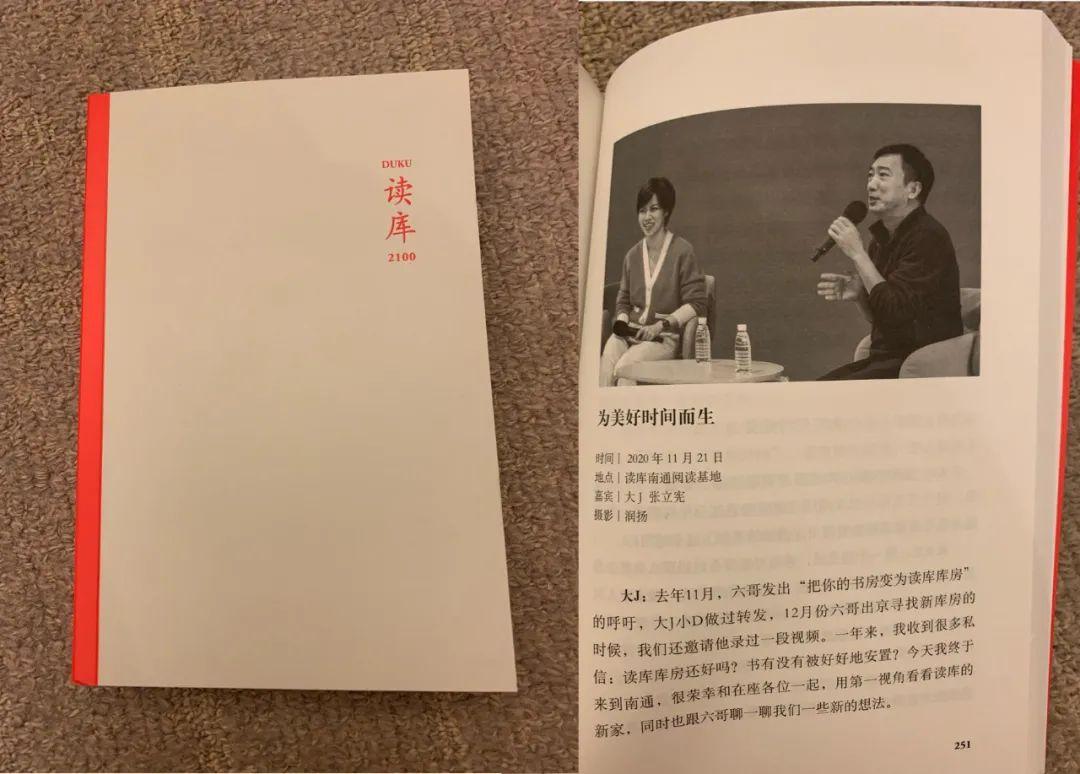 DUKU
读
库
2100
为美好时间而生
时间｜2020年11月21日
地点｜读库南通阅读基地
嘉宾｜大J 张立宪
摄影｜润扬
大J：去年11月，六哥发出“把你的书房变为读库库房”
的呼吁，大J小D做过转发，12月份六哥出京寻找新库房的
时候，我们还邀请他录过一段视频。一年来，我收到很多私
信：读库库房还好吗？书有没有被好好地安置？今天我终于
来到南通，很荣幸和在座各位一起，用第一视角看看读库的
新家，同时也跟六哥聊一聊我们一些新的想法。
251